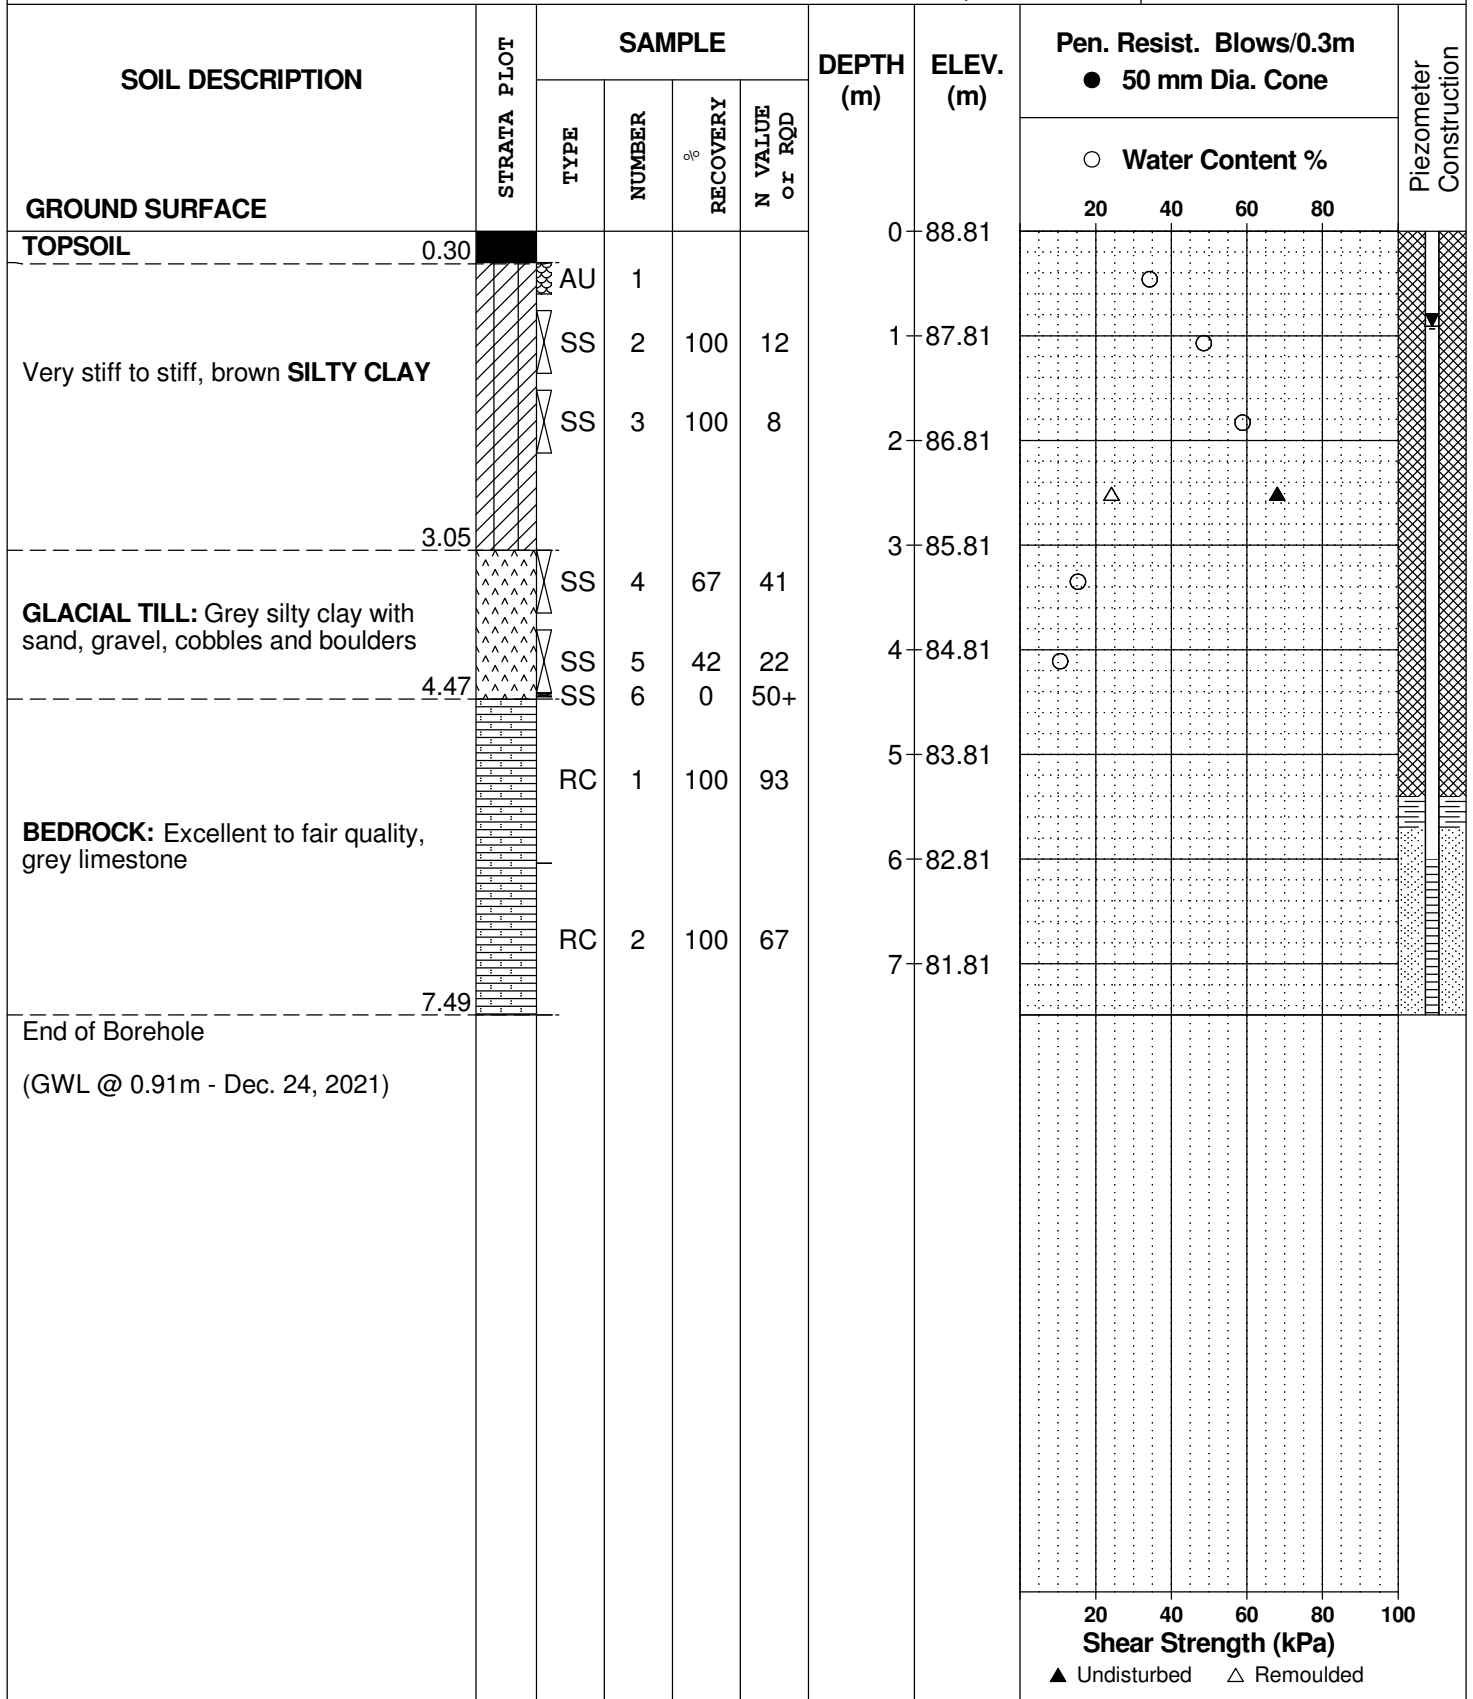 SOIL DESCRIPTION
GROUND SURFACE
STRATA PLOT
SAMPLE
TYPE
NUMBER
%
RECOVERY
N VALUE
or RQD
DEPTH
(m)
ELEV.
(m)
Pen. Resist. Blows/0.3m
● 50 mm Dia. Cone
○ Water Content %
20 40 60 80
Piezometer
Construction
0 88.81
TOPSOIL 0.30
AU 1
1 87.81
SS 2 100 12
Very stiff to stiff, brown SILTY CLAY
SS 3 100 8
2 86.81
3.05
3 85.81
SS 4 67 41
GLACIAL TILL: Grey silty clay with
sand, gravel, cobbles and boulders
4 84.81
SS 5 42 22
4.47
SS 6 0 50+
5 83.81
RC 1 100 93
BEDROCK: Excellent to fair quality,
grey limestone
6 82.81
RC 2 100 67
7 81.81
7.49
End of Borehole
(GWL @ 0.91m - Dec. 24, 2021)
20 40 60 80 100
Shear Strength (kPa)
▲ Undisturbed △ Remoulded